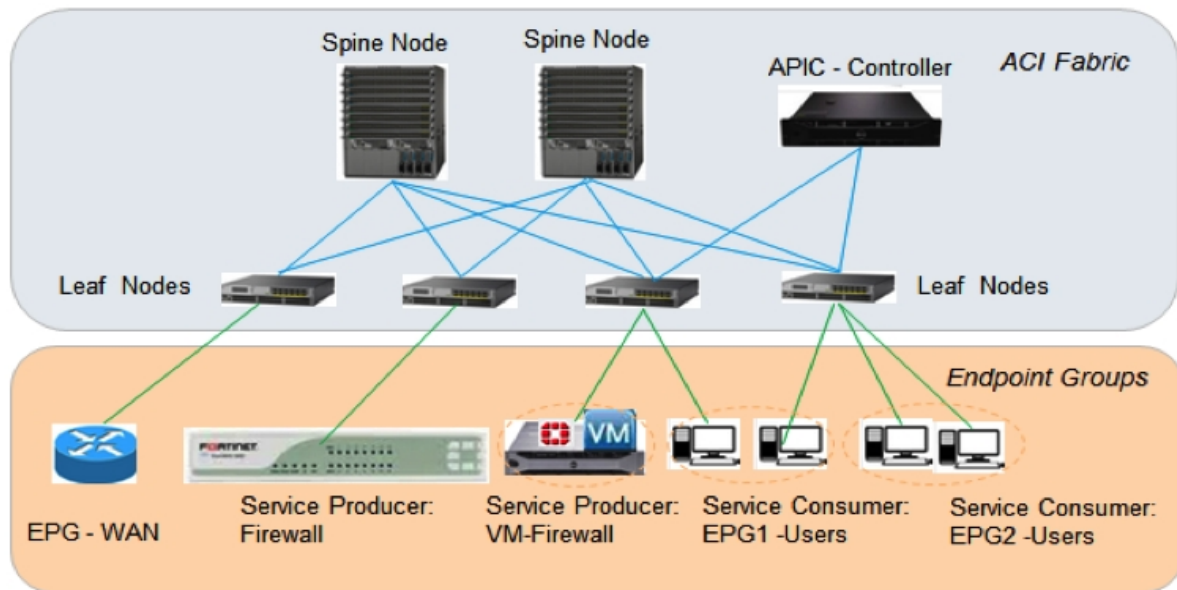 Spine Node
Spine Node
APIC - Controller
ACI Fabric
Leaf Nodes
Leaf Nodes
Endpoint Groups
FORTINET
VM
EPG - WAN
Service Producer:
Firewall
Service Producer:
VM-Firewall
Service Consumer:
EPG1 -Users
Service Consumer:
EPG2 -Users